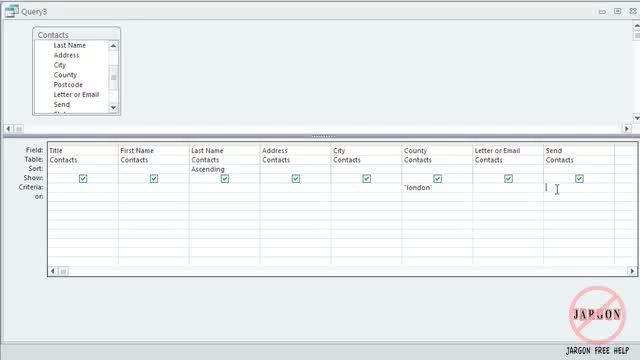 Query3
Contacts
Last Name
Address
City
County
Postcode
Letter or Email
Send
Field: Title First Name Last Name Address City County Letter or Email Send
Table: Contacts Contacts Contacts Contacts Contacts Contacts Contacts Contacts
Sort: Ascending
Show:
Criteria: "london"
or:
JARGON
JARGON FREE HELP